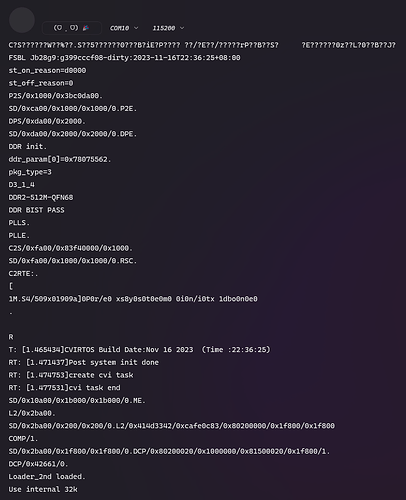 COM10 115200
C?S??????W??%??.S??5??????O???B?iE?P???? ??/?E??/?????rP??B??S? ?E??????0z??L?0??B??J?
FSBL Jb28g9:g399cccf08-dirty:2023-11-16T22:36:25+08:00
st_on_reason=d0000
st_off_reason=0
P2S/0x1000/0x3bc0da00.
SD/0xca00/0x1000/0x1000/0.P2E.
DPS/0xda00/0x2000.
SD/0xda00/0x2000/0x2000/0.DPE.
DDR init.
ddr_param[0]=0x78075562.
pkg_type=3
D3_1_4
DDR2-512M-QFN68
DDR BIST PASS
PLLS.
PLLE.
C2S/0xfa00/0x83f40000/0x1000.
SD/0xfa00/0x1000/0x1000/0.RSC.
C2RTE:.
[
1M.S4/509x01909a]0P0r/e0 xs8y0s0t0e0m0 0i0n/i0tx 1dbo0n0e0
.
R
T: [1.465434]CVIRTOS Build Date:Nov 16 2023 (Time :22:36:25)
RT: [1.471437]Post system init done
RT: [1.474753]create cvi task
RT: [1.477531]cvi task end
SD/0x10a00/0x1b000/0x1b000/0.ME.
L2/0x2ba00.
SD/0x2ba00/0x200/0x200/0.L2/0x414d3342/0xcafe0c83/0x80200000/0x1f800/0x1f800
COMP/1.
SD/0x2ba00/0x1f800/0x1f800/0.DCP/0x80200020/0x1000000/0x81500020/0x1f800/1.
DCP/0x42661/0.
Loader_2nd loaded.
Use internal 32k